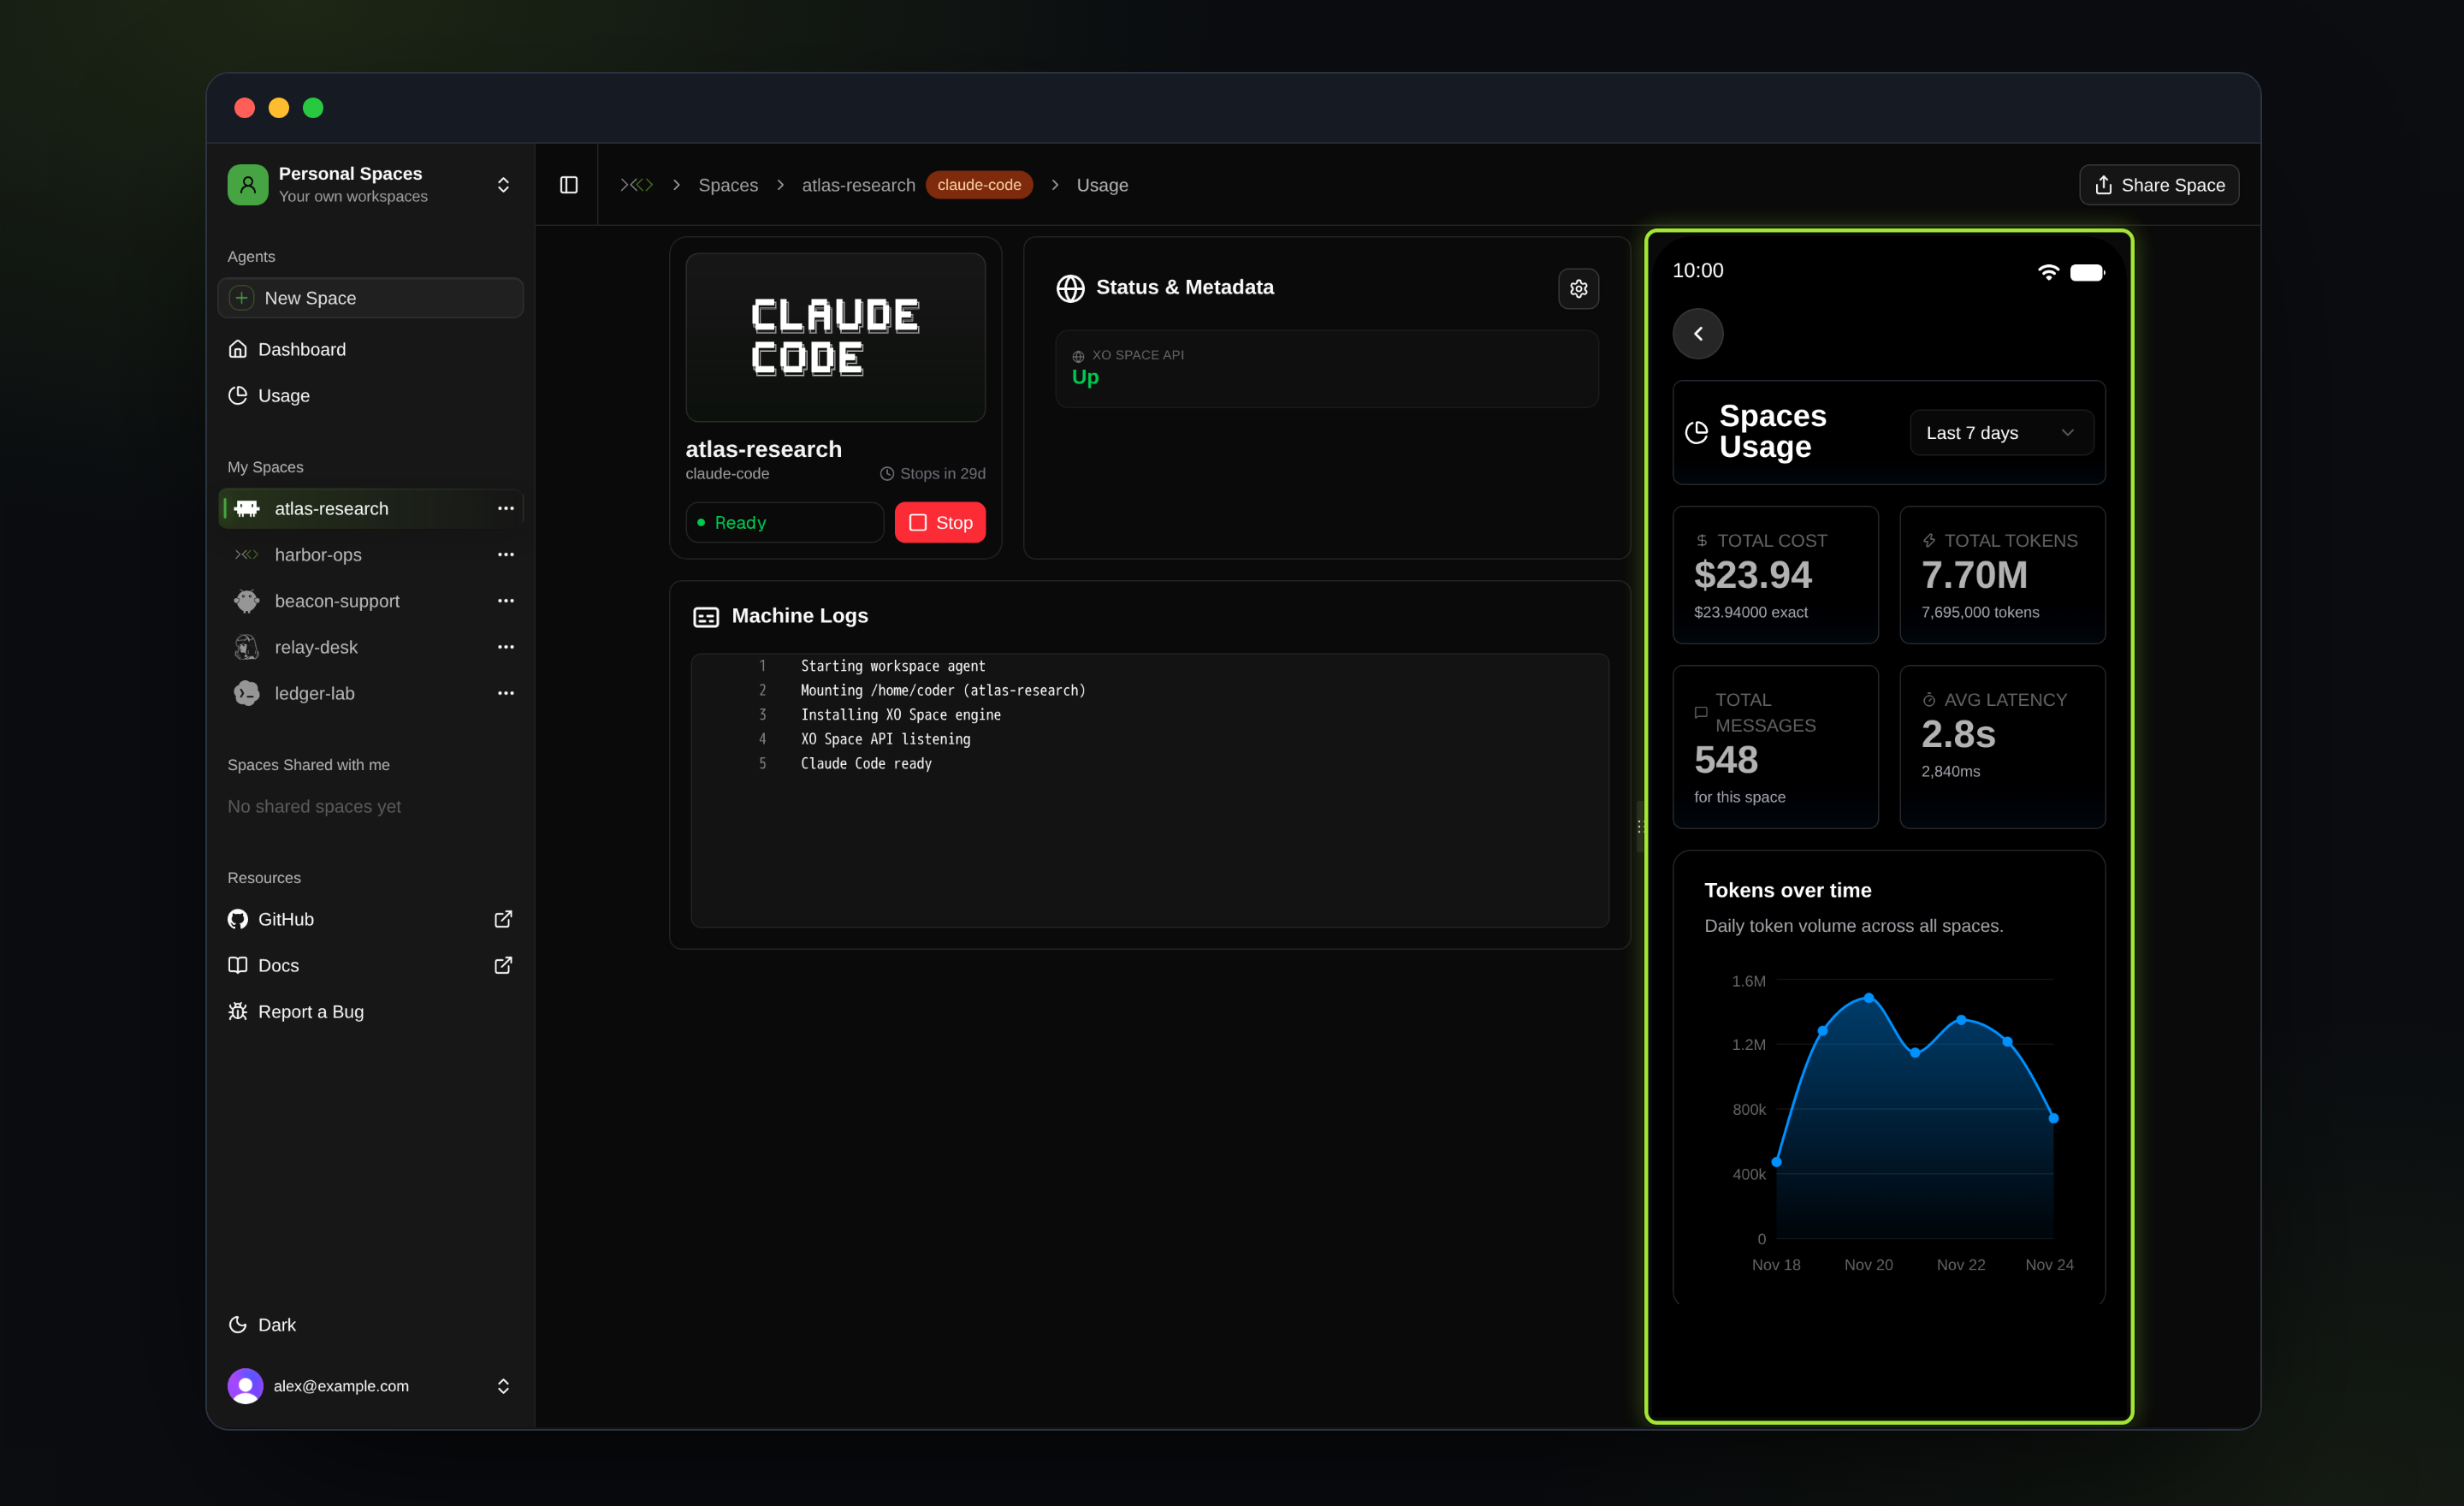 Personal Spaces
Your own workspaces
Agents
New Space
Dashboard
Usage
My Spaces
atlas-research
harbor-ops
beacon-support
relay-desk
ledger-lab
Spaces Shared with me
No shared spaces yet
Resources
GitHub
Docs
Report a Bug
Dark
alex@example.com
Spaces
atlas-research claude-code
Usage
Share Space
CLAUDE
CODE
atlas-research
claude-code
Stops in 29d
Ready
Stop
Status & Metadata
XO SPACE API
Up
Machine Logs
1 Starting workspace agent
2 Mounting /home/coder (atlas-research)
3 Installing XO Space engine
4 XO Space API listening
5 Claude Code ready
10:00
Spaces
Usage
Last 7 days
TOTAL COST
$23.94
$23.94000 exact
TOTAL TOKENS
7.70M
7,695,000 tokens
TOTAL
MESSAGES
548
for this space
AVG LATENCY
2.8s
2,840ms
Tokens over time
Daily token volume across all spaces.
1.6M
1.2M
800k
400k
0
Nov 18 Nov 20 Nov 22 Nov 24